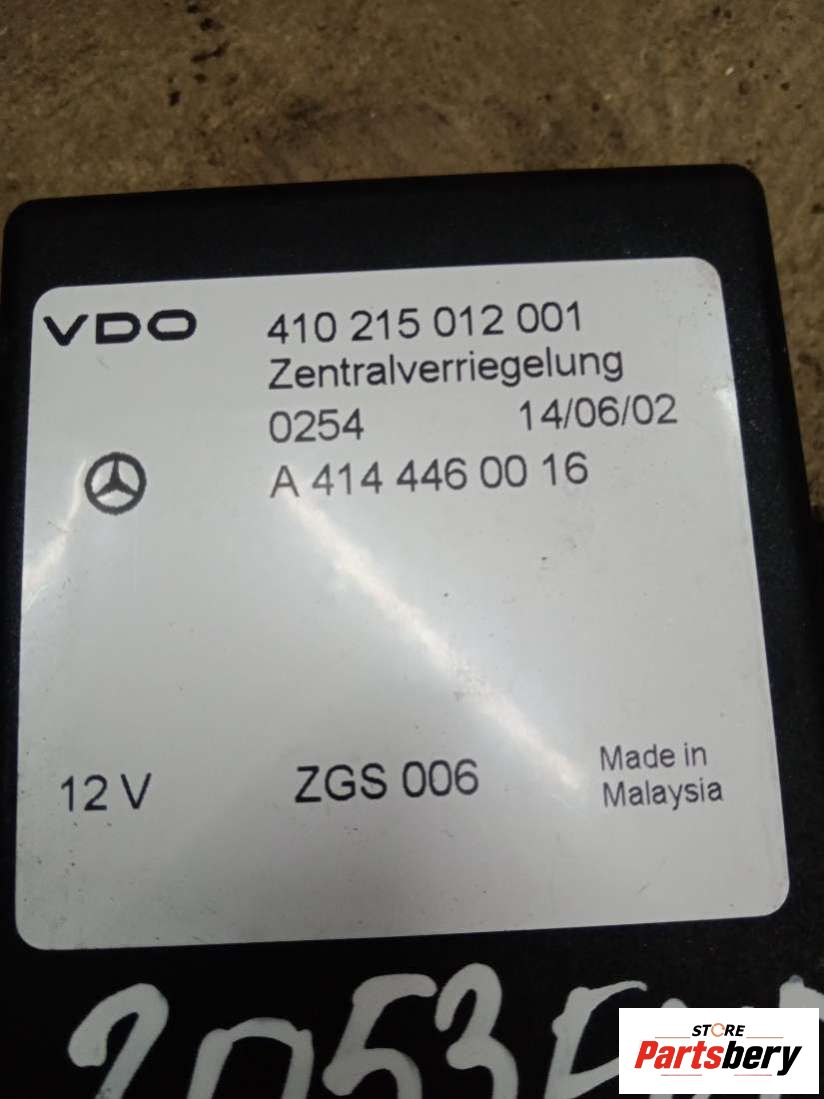 VDO 410 215 012 001
Zentralverriegelung
0254 14/06/02
A 414 446 00 16
12 V ZGS 006 Made in
Malaysia
STORE
Partsbery